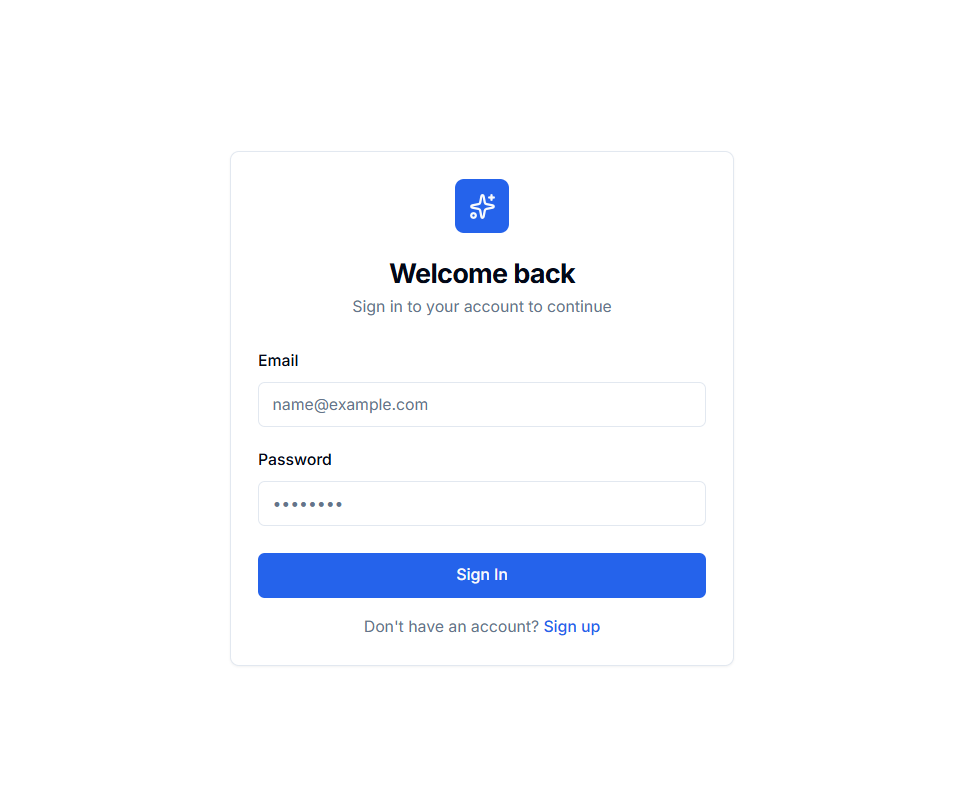 Welcome back
Sign in to your account to continue
Email
name@example.com
Password
••••••••
Sign In
Don't have an account? Sign up